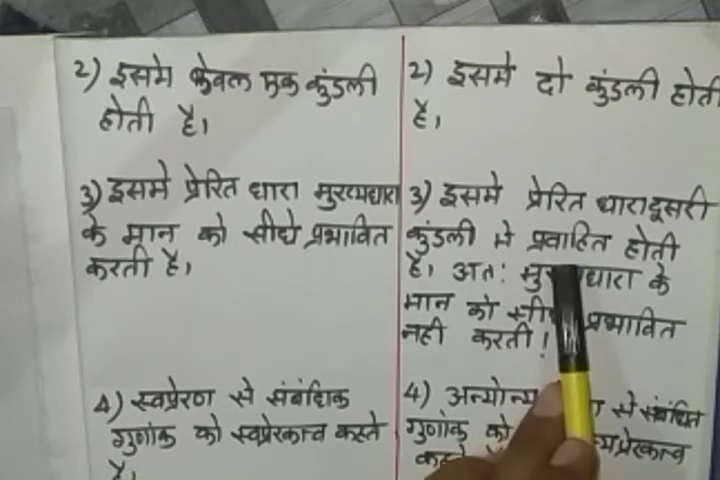 2) इसमे केवल एक कुंडली
होती है।
3) इसमे प्रेरित धारा मुख्यधारा
के मान को सीधे प्रभावित
करती है।
4) स्वप्रेरण से संबंधिक
गुणांक को स्वप्रेरकत्व कहते
है।
2) इसमे दो कुंडली होती
है।
3) इसमे प्रेरित धारा दूसरी
कुंडली मे प्रवाहित होती
है। अतः धारा के
मान को प्रभावित
नही करती!
4) से संबंधित
गुणांक को
कहते